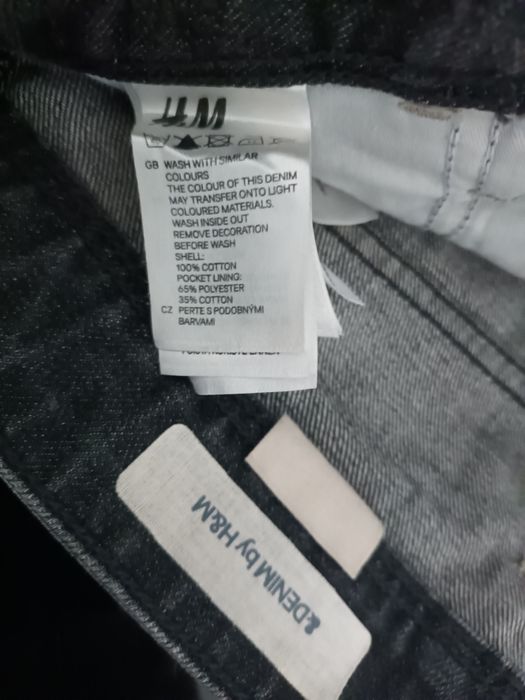 H&M
GB WASH WITH SIMILAR
COLOURS
THE COLOUR OF THIS DENIM
MAY TRANSFER ONTO LIGHT
COLOURED MATERIALS.
WASH INSIDE OUT
REMOVE DECORATION
BEFORE WASH
SHELL:
100% COTTON
POCKET LINING:
65% POLYESTER
35% COTTON
CZ PERTE S PODOBNÝMI
BARVAMI
&DENIM by H&M